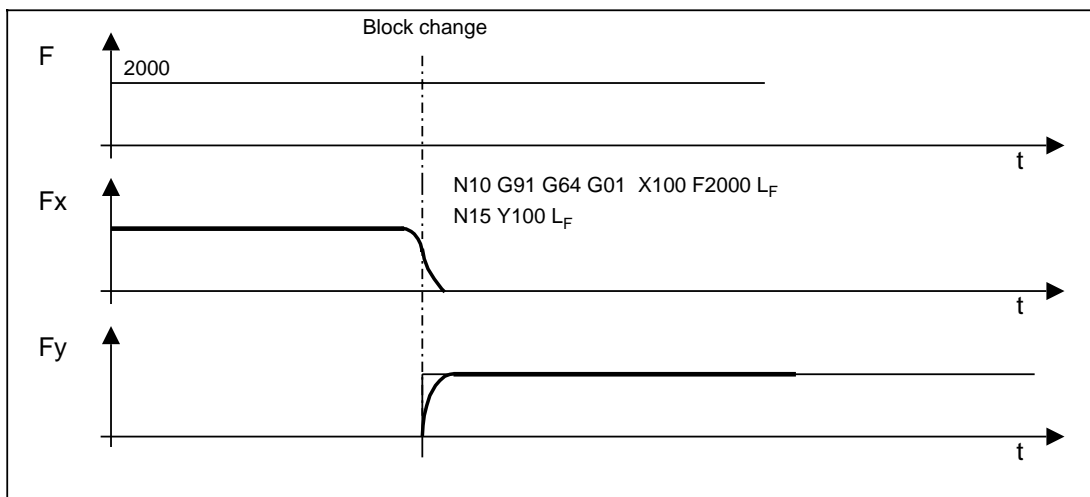 Block change
F
2000
t
N10 G91 G64 G01 X100 F2000 LF
N15 Y100 LF
Fx
t
Fy
t